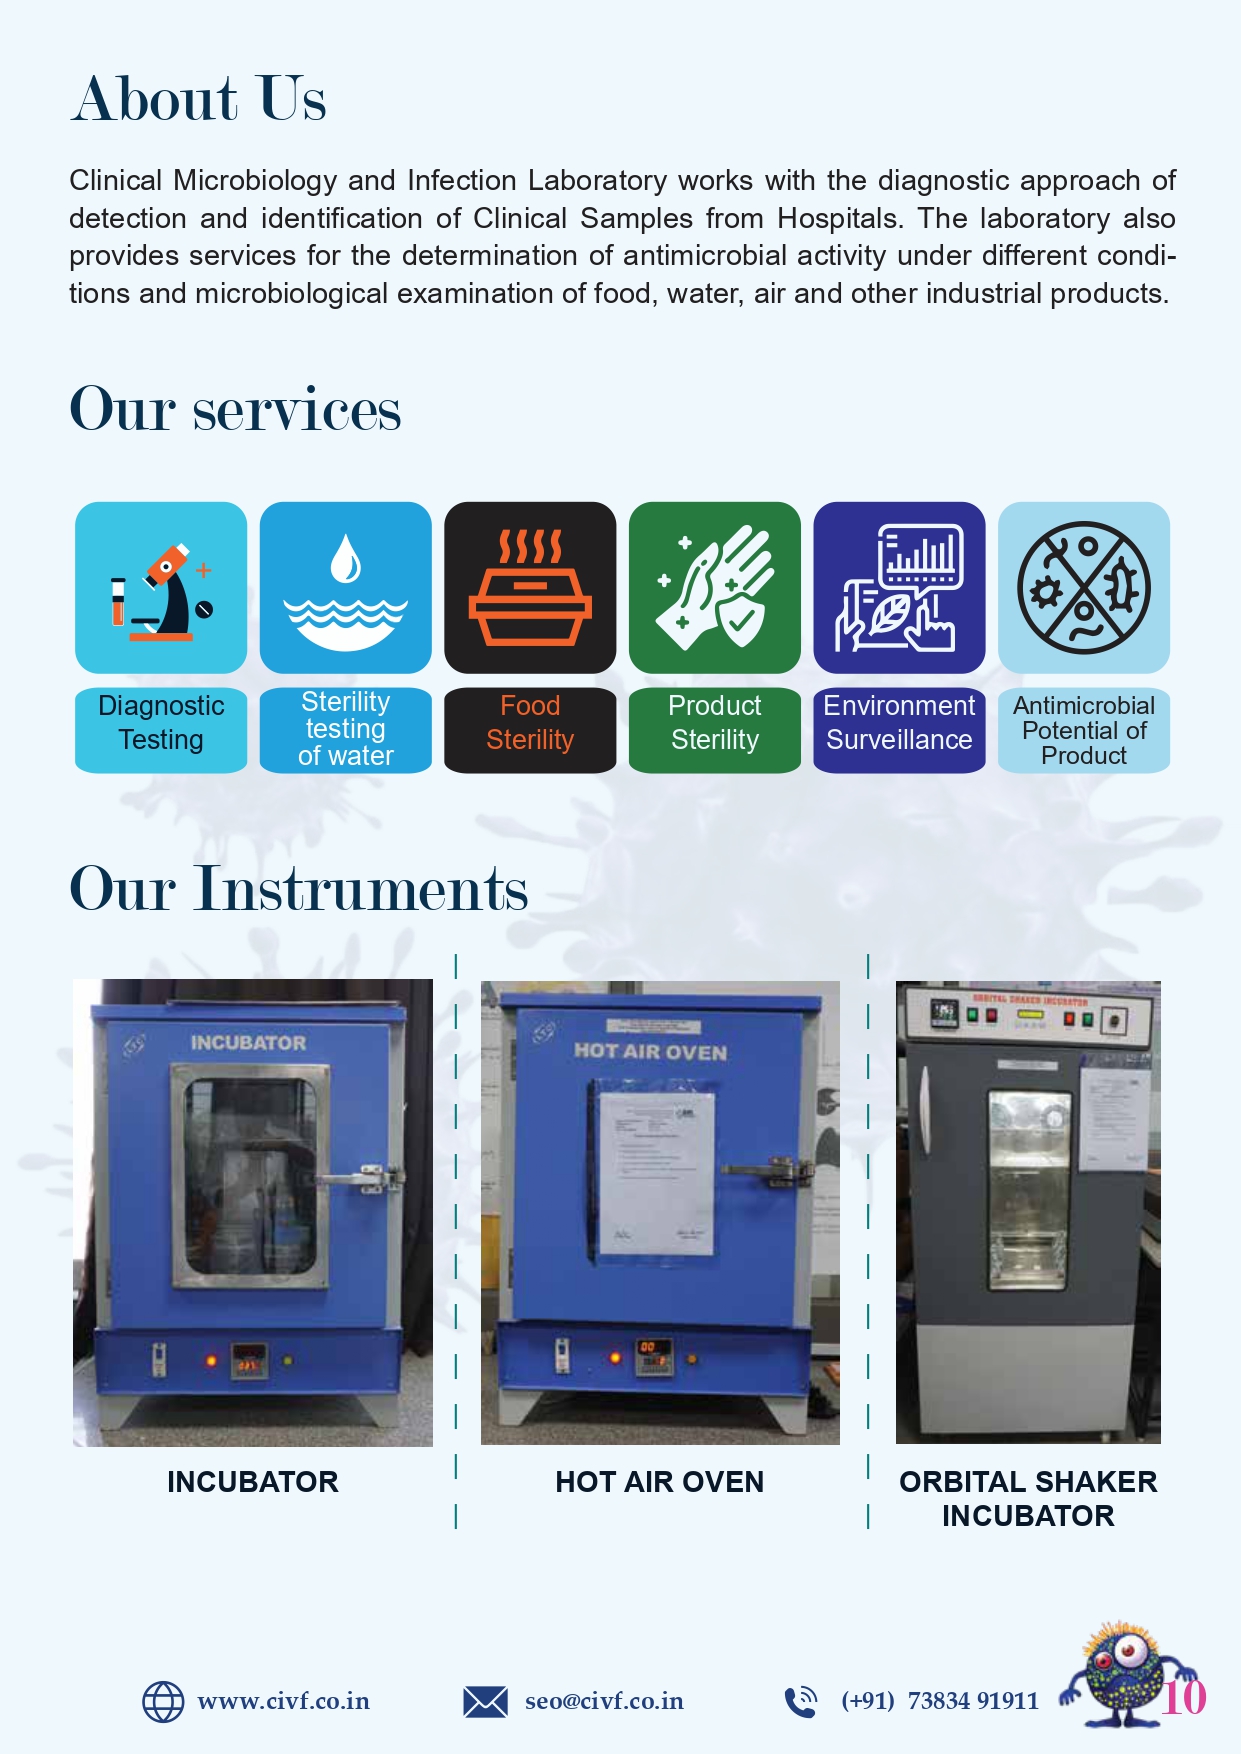 About Us
Clinical Microbiology and Infection Laboratory works with the diagnostic approach of
detection and identification of Clinical Samples from Hospitals. The laboratory also
provides services for the determination of antimicrobial activity under different condi-
tions and microbiological examination of food, water, air and other industrial products.
Our services
Diagnostic
Testing
Sterility
testing
of water
Food
Sterility
Product
Sterility
Environment
Surveillance
Antimicrobial
Potential of
Product
Our Instruments
INCUBATOR
HOT AIR OVEN
ORBITAL SHAKER INCUBATOR
INCUBATOR
HOT AIR OVEN
ORBITAL SHAKER
INCUBATOR
www.civf.co.in
seo@civf.co.in
(+91) 73834 91911
10